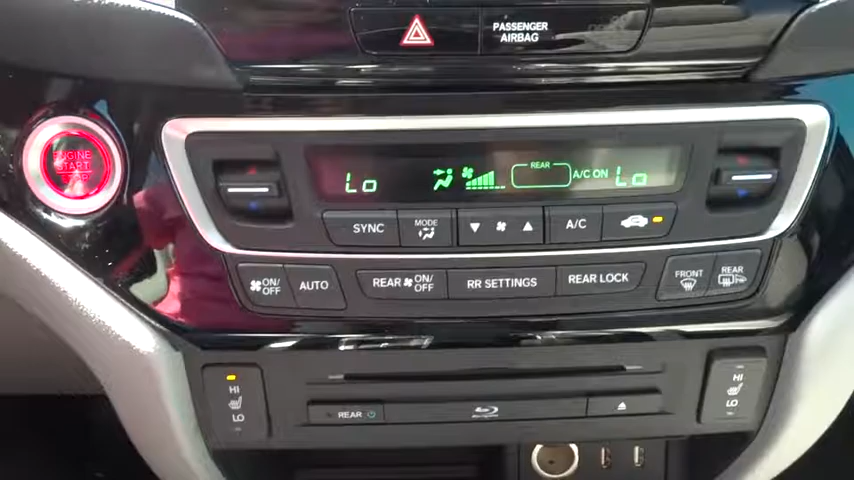 PASSENGER
AIRBAG
ENGINE
START
STOP
Lo
REAR
A/C ON
Lo
SYNC
MODE
A/C
ON/
OFF
AUTO
REAR ON/
OFF
RR SETTINGS
REAR LOCK
FRONT
REAR
HI
LO
REAR
HI
LO